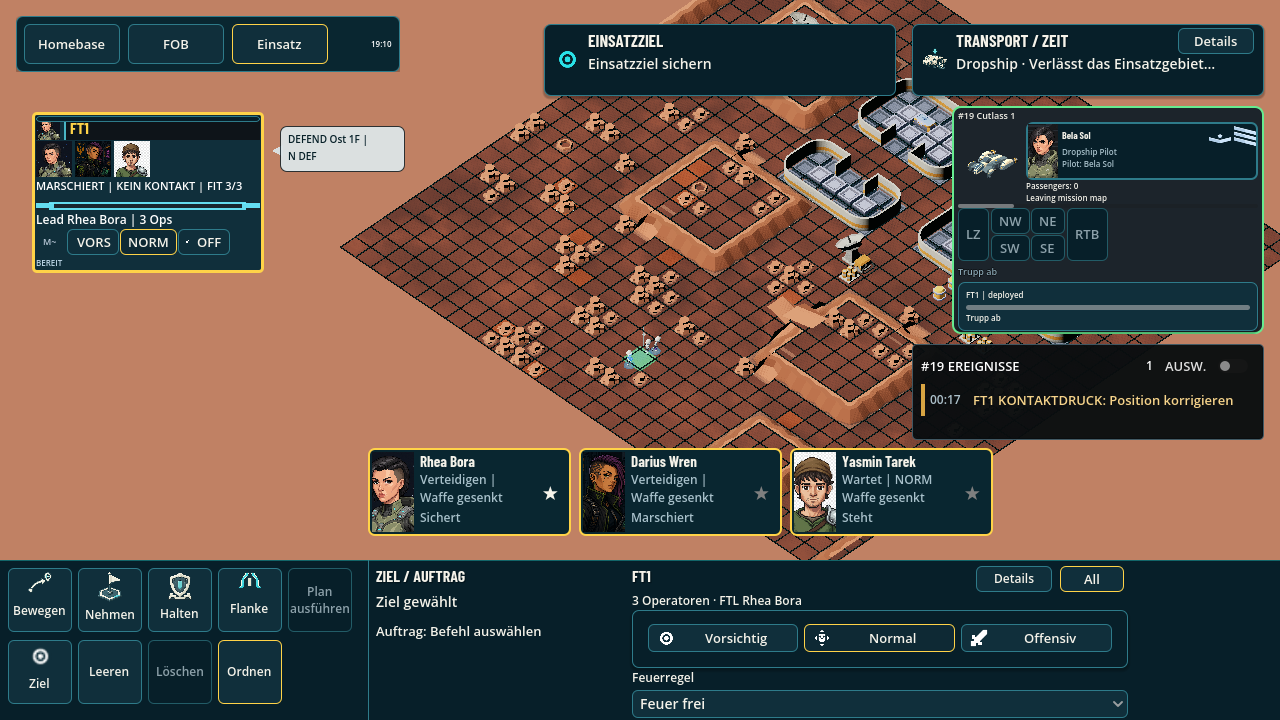 Homebase
FOB
Einsatz
19:10
EINSATZZIEL
Einsatzziel sichern
TRANSPORT / ZEIT
Details
Dropship · Verlässt das Einsatzgebiet...
FT1
MARSCHIERT | KEIN KONTAKT | FIT 3/3
Lead Rhea Bora | 3 Ops
M~
VORS
NORM
OFF
BEREIT
DEFEND Ost 1F |
N DEF
#19 Cutlass 1
Bela Sol
Dropship Pilot
Pilot: Bela Sol
Passengers: 0
Leaving mission map
LZ
NW
NE
SW
SE
RTB
Trupp ab
FT1 | deployed
Trupp ab
#19 EREIGNISSE
1
AUSW.
00:17
FT1 KONTAKTDRUCK: Position korrigieren
Rhea Bora
Verteidigen |
Waffe gesenkt
Sichert
Darius Wren
Verteidigen |
Waffe gesenkt
Marschiert
Yasmin Tarek
Wartet | NORM
Waffe gesenkt
Steht
Bewegen
Nehmen
Halten
Flanke
Plan
ausführen
Ziel
Leeren
Löschen
Ordnen
ZIEL / AUFTRAG
Ziel gewählt
Auftrag: Befehl auswählen
FT1
Details
All
3 Operatoren · FTL Rhea Bora
Vorsichtig
Normal
Offensiv
Feuerregel
Feuer frei